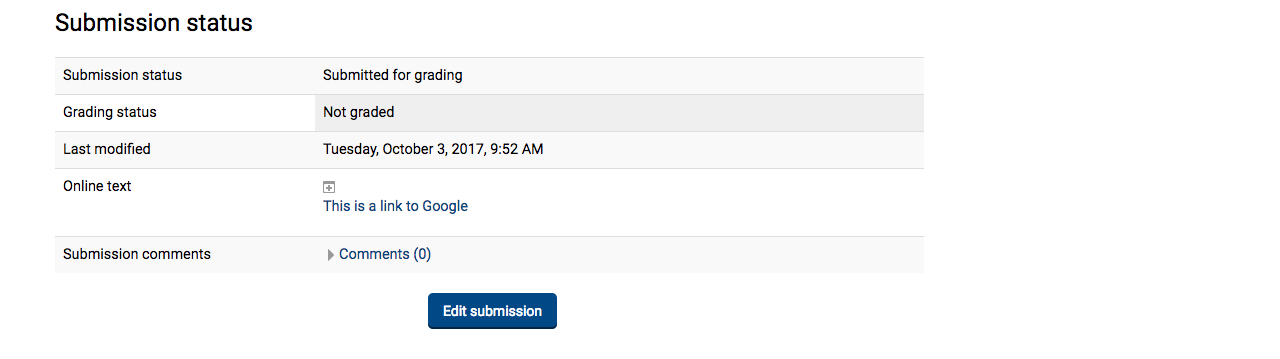 Submission status
Submission status Submitted for grading
Grading status Not graded
Last modified Tuesday, October 3, 2017, 9:52 AM
Online text
This is a link to Google
Submission comments Comments (0)
Edit submission